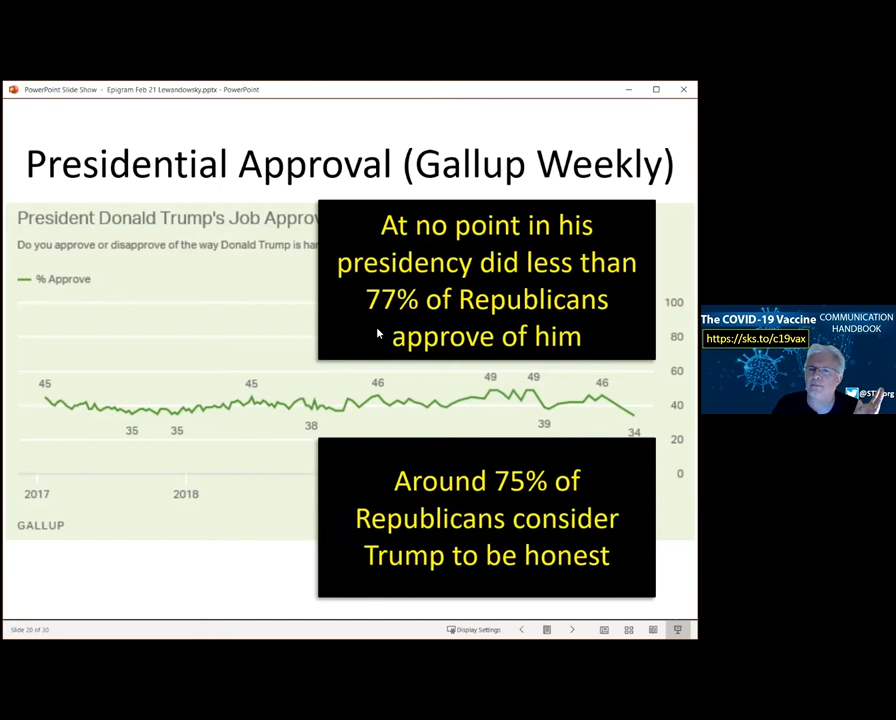 PowerPoint Slide Show - Epigram Feb 21 Lewandowsky.pptx - PowerPoint
Presidential Approval (Gallup Weekly)
President Donald Trump's Job Approv
Do you approve or disapprove of the way Donald Trump is han
% Approve
At no point in his
presidency did less than
77% of Republicans
approve of him
100
80
60
40
20
0
45
35
35
45
38
46
49
49
39
46
34
2017
2018
GALLUP
Around 75% of
Republicans consider
Trump to be honest
Slide 20 of 30
Display Settings
The COVID-19 Vaccine
COMMUNICATION
HANDBOOK
https://sks.to/c19vax